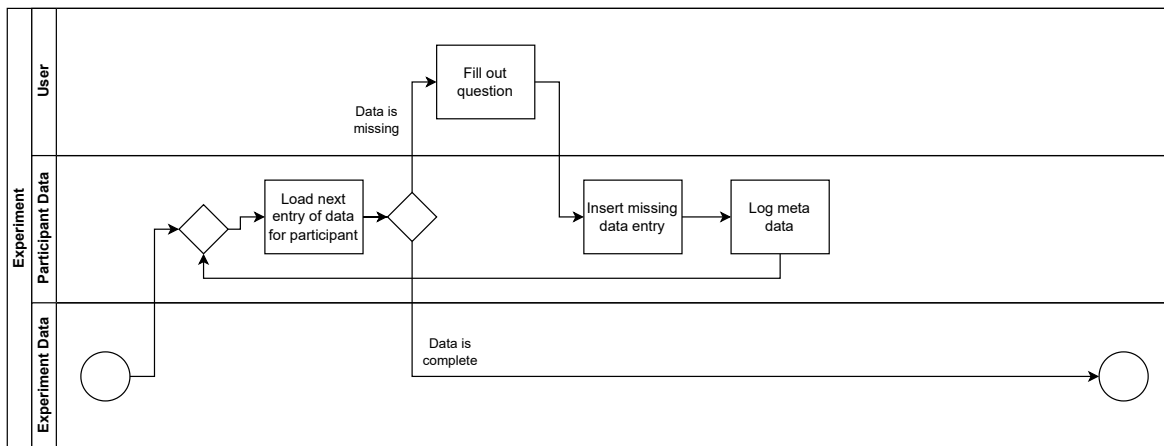 Experiment
User
Participant Data
Experiment Data
Fill out
question
Data is
missing
Load next
entry of data
for participant
Insert missing
data entry
Log meta
data
Data is
complete